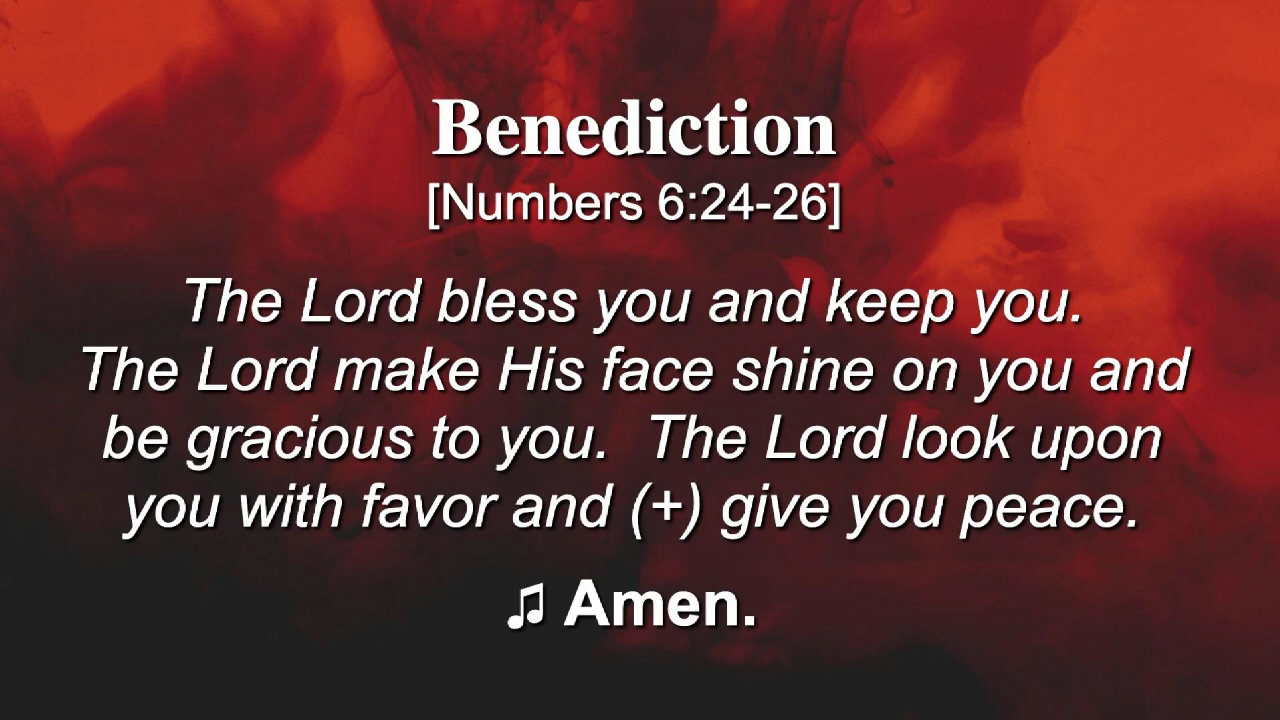 Benediction
[Numbers 6:24-26]
The Lord bless you and keep you.
The Lord make His face shine on you and
be gracious to you.  The Lord look upon
you with favor and (+) give you peace.
♫ Amen.